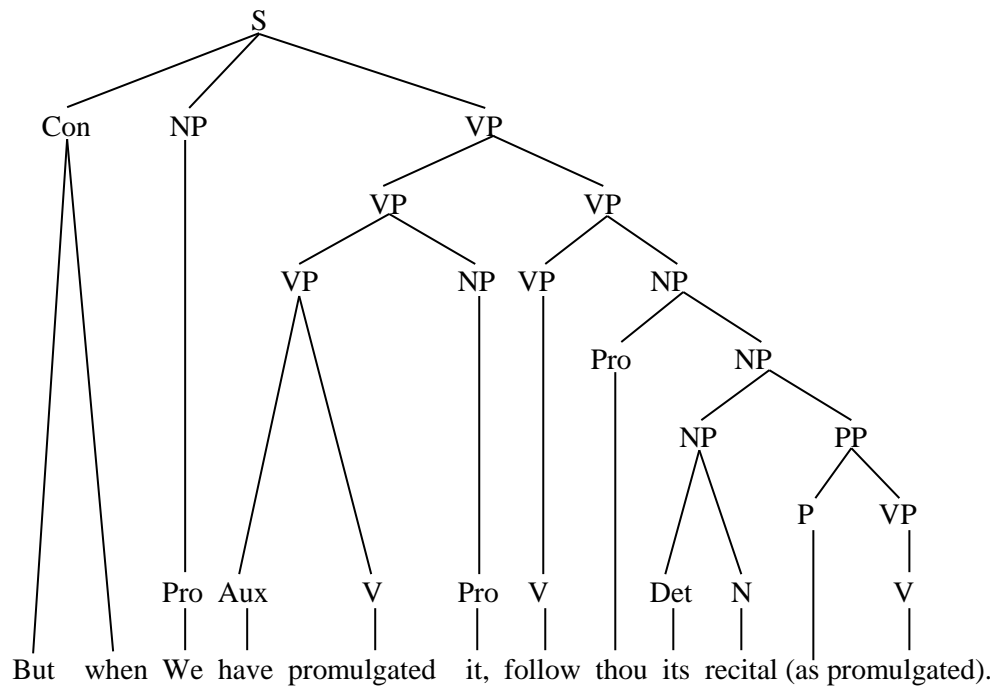 S
Con NP VP
VP VP
VP NP VP NP
Pro NP
NP PP
P VP
Pro Aux V Pro V Det N V
But when We have promulgated it, follow thou its recital (as promulgated).